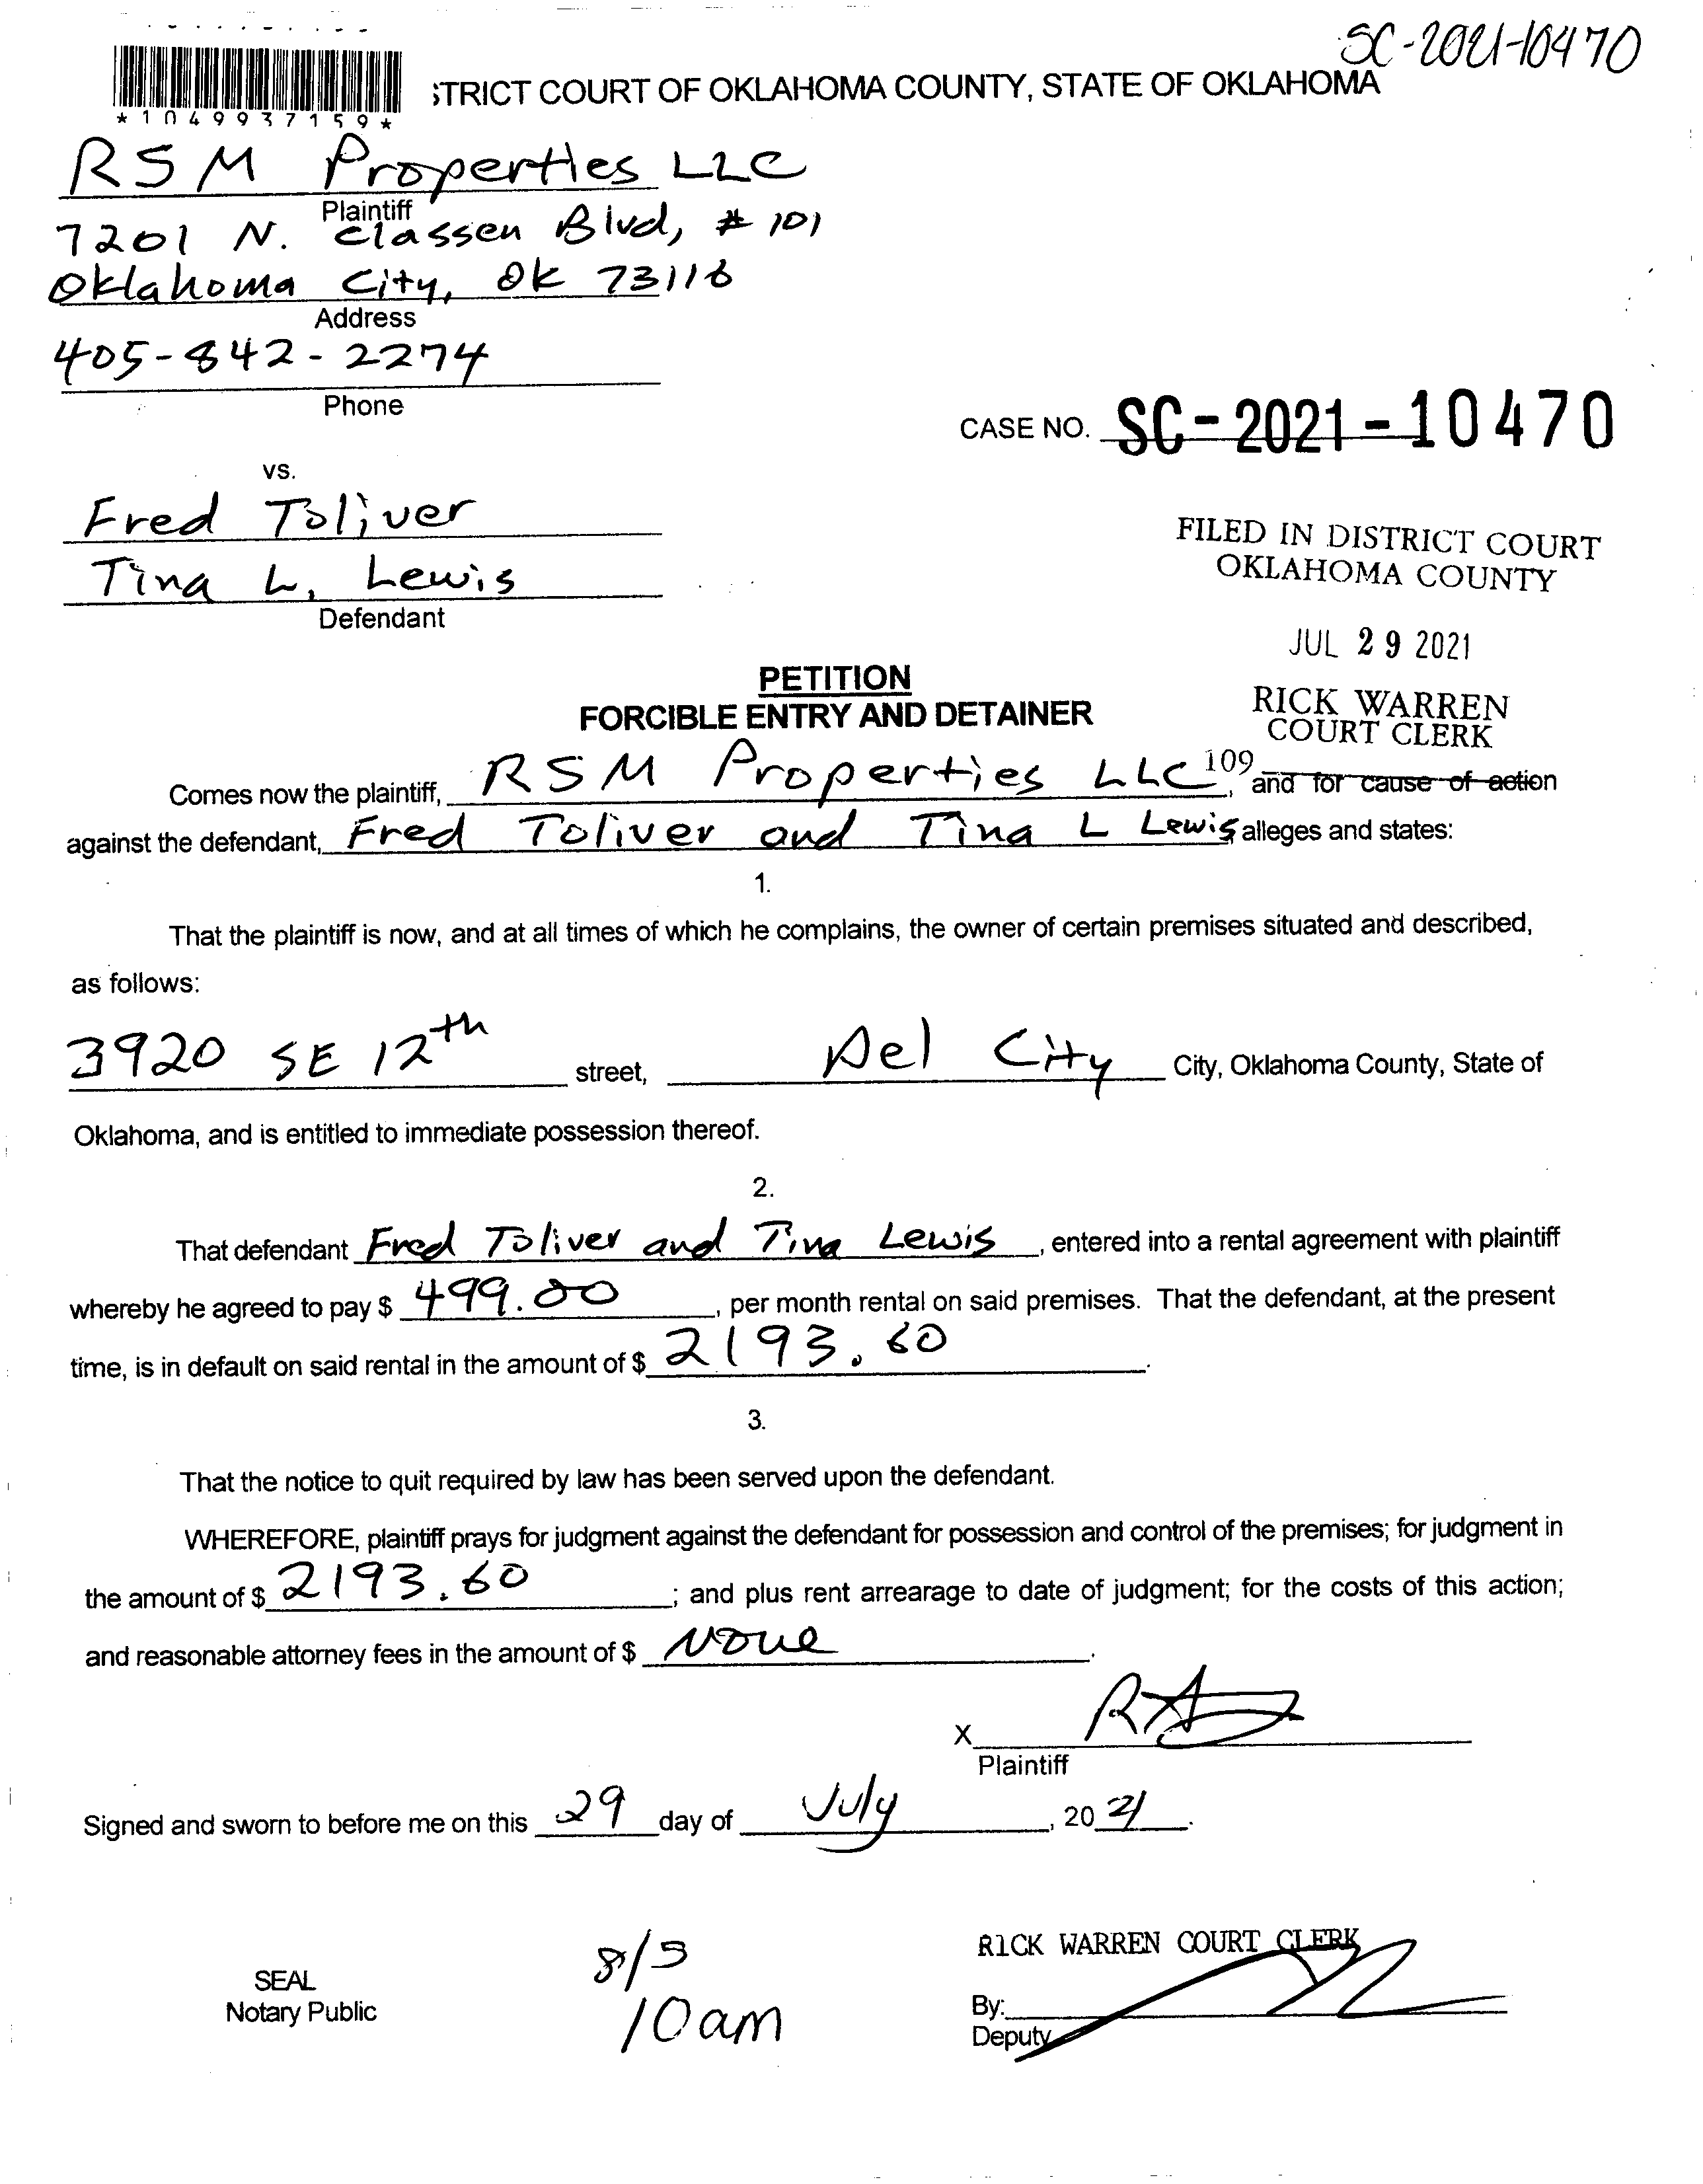 SC-2021-10470
*1049937159*
STRICT COURT OF OKLAHOMA COUNTY, STATE OF OKLAHOMA
RSM Properties LLC
Plaintiff
7201 N. Classen Blvd, # 101
Oklahoma City, OK 73116
Address
405-842-2274
Phone
CASE NO. SC-2021-10470
vs.
Fred Toliver
Tina L. Lewis
Defendant
FILED IN DISTRICT COURT
OKLAHOMA COUNTY
JUL 29 2021
RICK WARREN
COURT CLERK
109
PETITION
FORCIBLE ENTRY AND DETAINER
Comes now the plaintiff, RSM Properties LLC, and for cause of action
against the defendant, Fred Toliver and Tina L Lewis alleges and states:
1.
That the plaintiff is now, and at all times of which he complains, the owner of certain premises situated and described,
as follows:
3920 SE 12th street, Del City City, Oklahoma County, State of
Oklahoma, and is entitled to immediate possession thereof.
2.
That defendant Fred Toliver and Tina Lewis, entered into a rental agreement with plaintiff
whereby he agreed to pay $ 499.00, per month rental on said premises. That the defendant, at the present
time, is in default on said rental in the amount of $ 2193.60.
3.
That the notice to quit required by law has been served upon the defendant.
WHEREFORE, plaintiff prays for judgment against the defendant for possession and control of the premises; for judgment in
the amount of $ 2193.60; and plus rent arrearage to date of judgment; for the costs of this action;
and reasonable attorney fees in the amount of $ None.
X
Plaintiff
Signed and sworn to before me on this 29 day of July, 2021.
SEAL
Notary Public
8/5
10am
RICK WARREN COURT CLERK
By:
Deputy